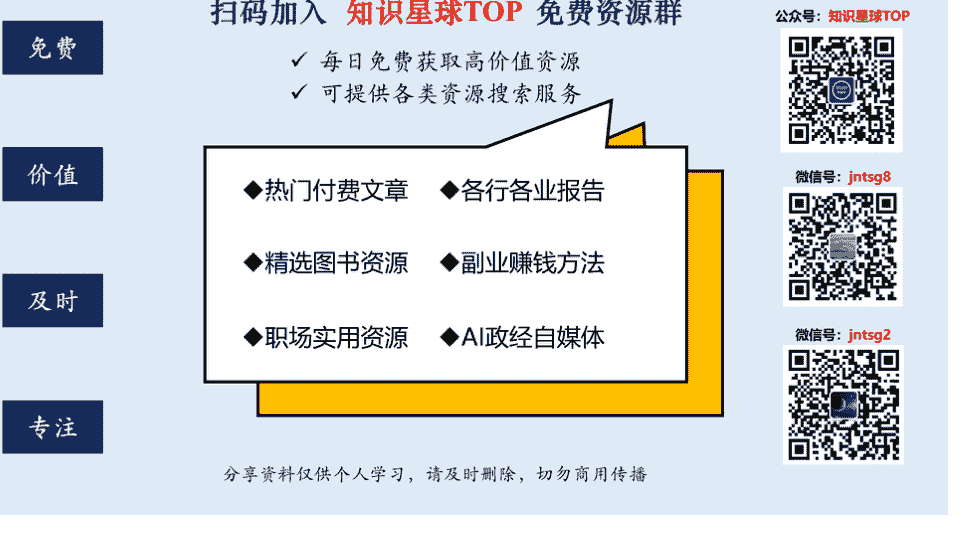 扫码加入 知识星球TOP 免费资源群
✓ 每日免费获取高价值资源
✓ 可提供各类资源搜索服务
免费
价值
及时
专注
◆热门付费文章 ◆各行各业报告
◆精选图书资源 ◆副业赚钱方法
◆职场实用资源 ◆AI政经自媒体
公众号：知识星球TOP
微信号：jntsg8
微信号：jntsg2
分享资料仅供个人学习，请及时删除，切勿商用传播